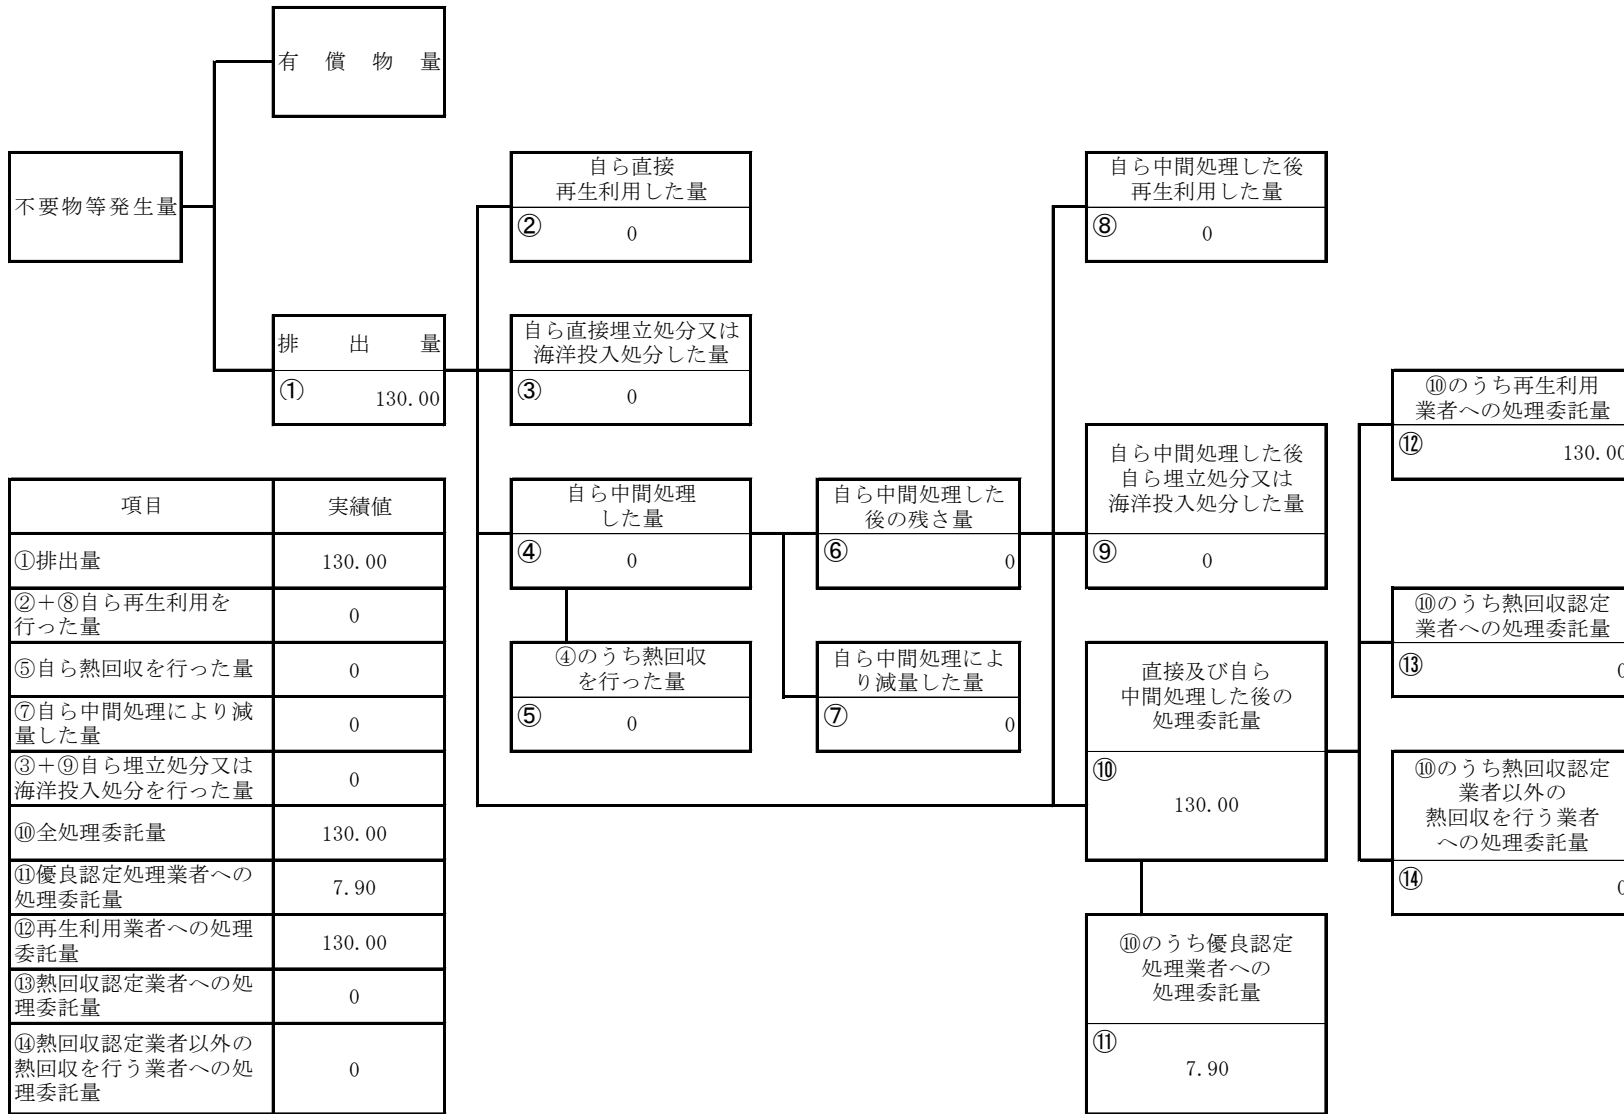 有償物量
不要物等発生量
排出量
① 130.00
自ら直接
再生利用した量
② 0
自ら直接埋立処分又は
海洋投入処分した量
③ 0
自ら中間処理
した量
④ 0
④のうち熱回収
を行った量
⑤ 0
自ら中間処理した
後の残さ量
⑥ 0
自ら中間処理によ
り減量した量
⑦ 0
自ら中間処理した後
再生利用した量
⑧ 0
自ら中間処理した後
自ら埋立処分又は
海洋投入処分した量
⑨ 0
直接及び自ら
中間処理した後の
処理委託量
⑩
130.00
⑩のうち優良認定
処理業者への
処理委託量
⑪
7.90
⑩のうち再生利用
業者への処理委託量
⑫ 130.00
⑩のうち熱回収認定
業者への処理委託量
⑬ 0
⑩のうち熱回収認定
業者以外の
熱回収を行う業者
への処理委託量
⑭ 0
項目 実績値
①排出量 130.00
②+⑧自ら再生利用を
行った量 0
⑤自ら熱回収を行った量 0
⑦自ら中間処理により減
量した量 0
③+⑨自ら埋立処分又は
海洋投入処分を行った量 0
⑩全処理委託量 130.00
⑪優良認定処理業者への
処理委託量 7.90
⑫再生利用業者への処理
委託量 130.00
⑬熱回収認定業者への処
理委託量 0
⑭熱回収認定業者以外の
熱回収を行う業者への処
理委託量 0